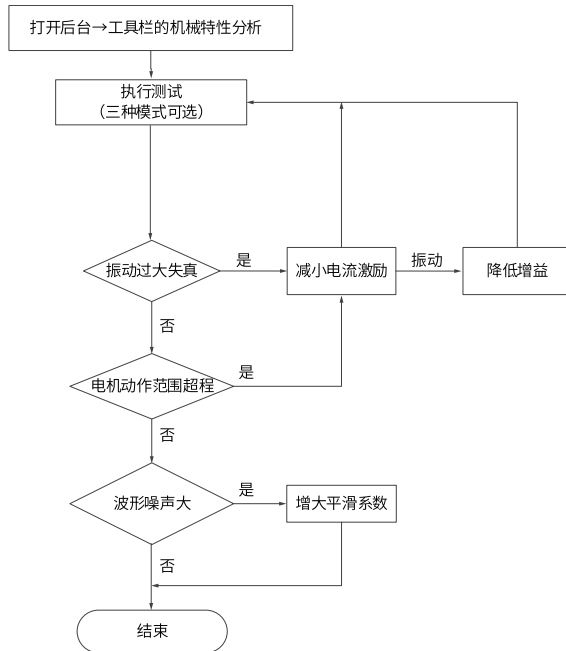 打开后台→工具栏的机械特性分析
执行测试
（三种模式可选）
振动过大失真
是
减小电流激励
振动
降低增益
否
电机动作范围超程
是
否
波形噪声大
是
增大平滑系数
否
结束